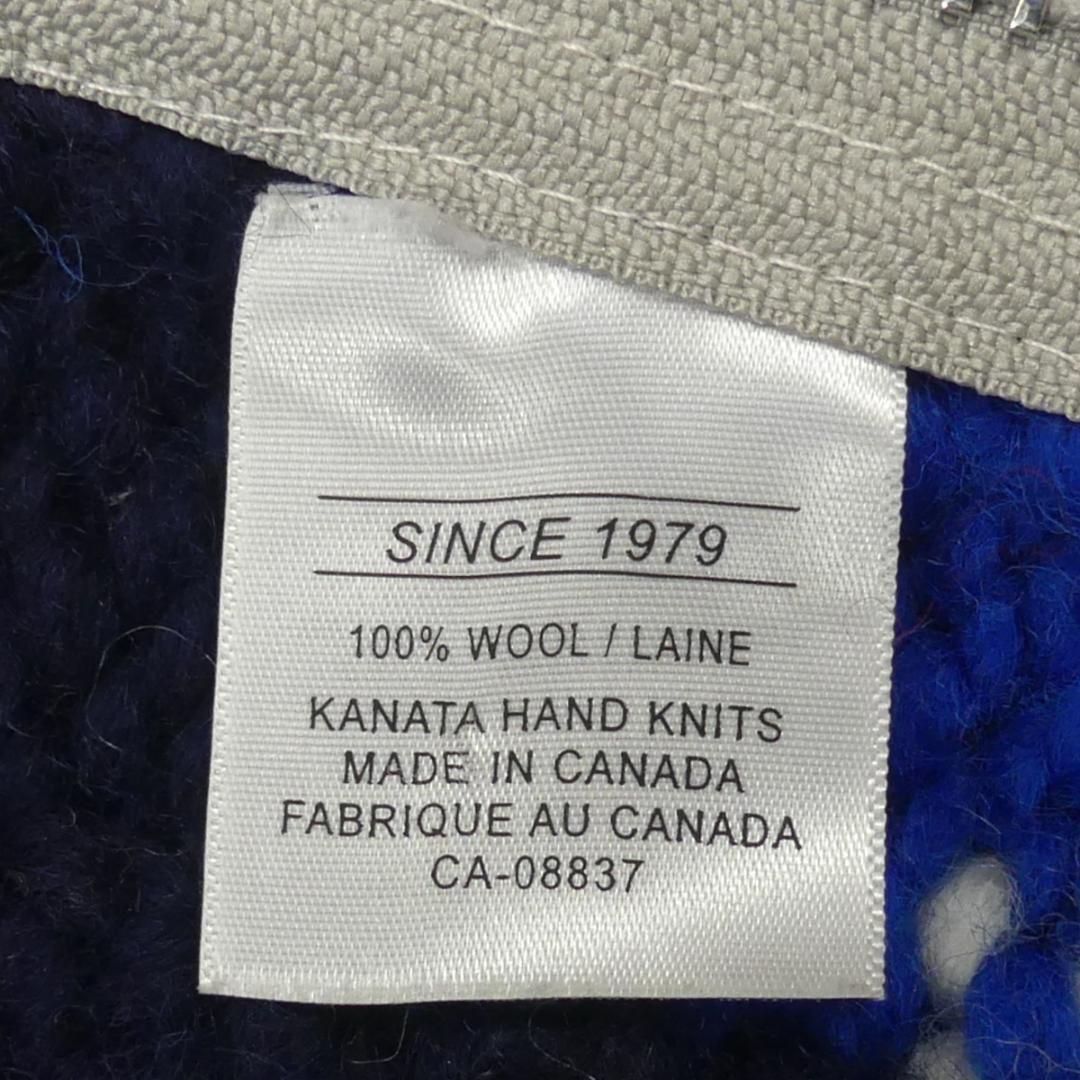 SINCE 1979
100% WOOL / LAINE
KANATA HAND KNITS
MADE IN CANADA
FABRIQUE AU CANADA
CA-08837